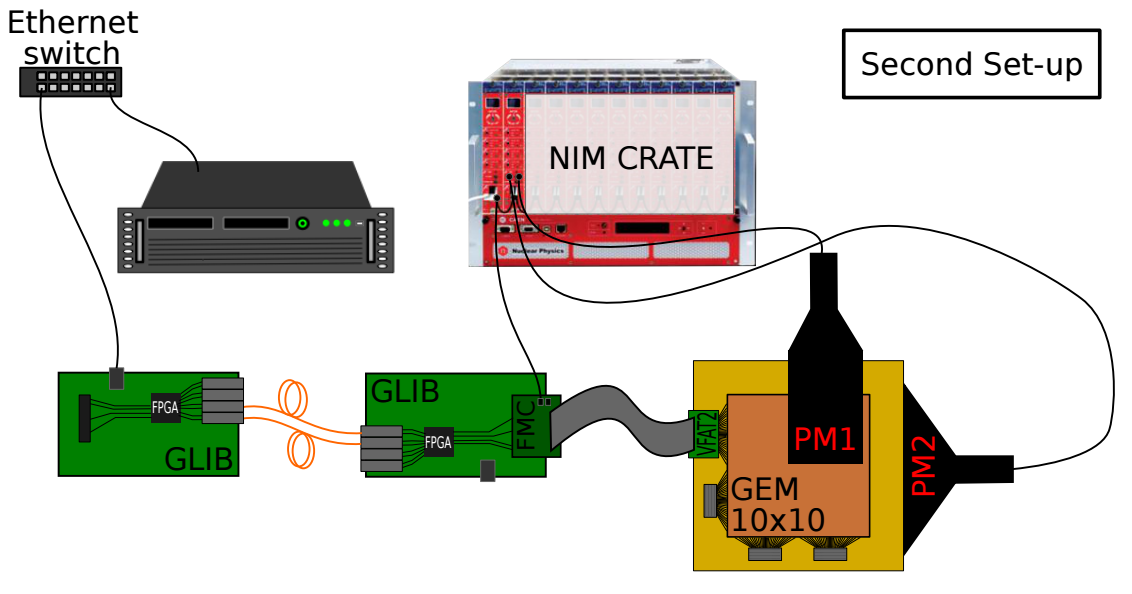 Ethernet
switch
Second Set-up
NIM CRATE
Nuclear Physics
GLIB
FPGA
GLIB
FPGA
FMC
VFAT2
PM1
PM2
GEM
10x10